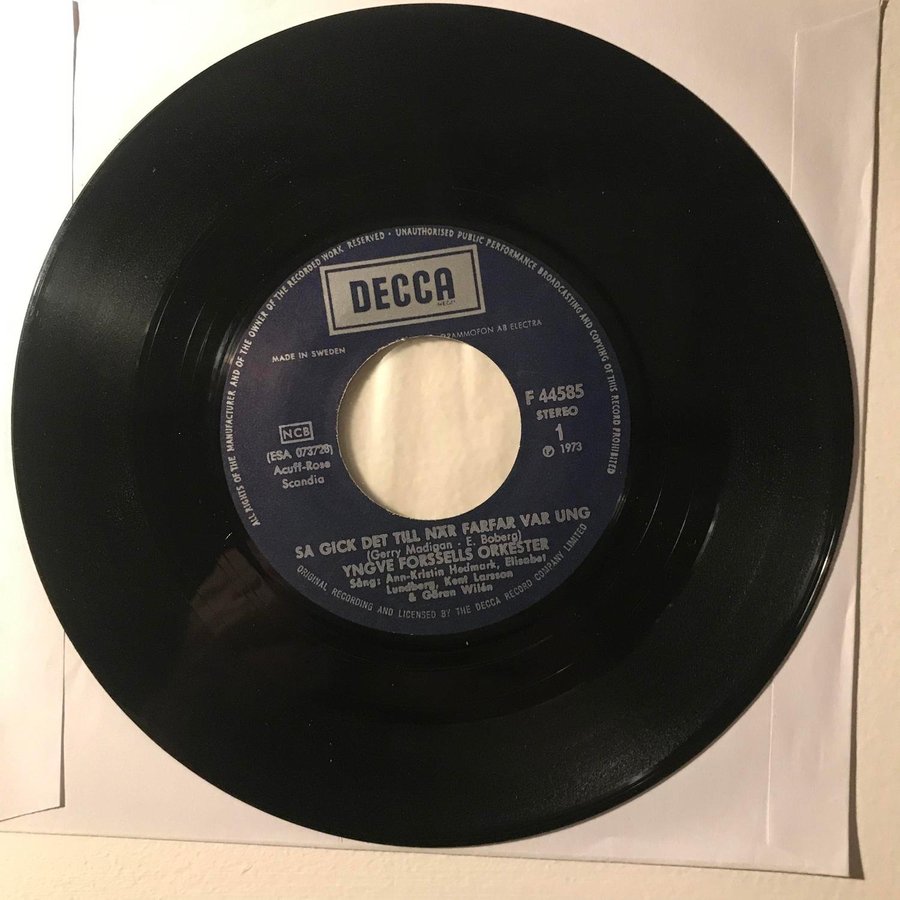 ALL RIGHTS OF THE MANUFACTURER AND OF THE OWNER OF THE RECORDED WORK RESERVED · UNAUTHORISED PUBLIC PERFORMANCE BROADCASTING AND COPYING OF THIS RECORD PROHIBITED
DECCA
GRAMMOFON AB ELECTRA
MADE IN SWEDEN
F 44585
STEREO
1
℗ 1973
NCB
(ESA 073728)
Acuff-Rose
Scandia
SÅ GICK DET TILL NÄR FARFAR VAR UNG
(Gerry Madigan - E. Boberg)
YNGVE FORSSELLS ORKESTER
Sång: Ann-Kristin Hedmark, Elisabet
Lundberg, Kent Larsson
& Göran Wilén
ORIGINAL RECORDING AND LICENSED BY THE DECCA RECORD COMPANY LIMITED